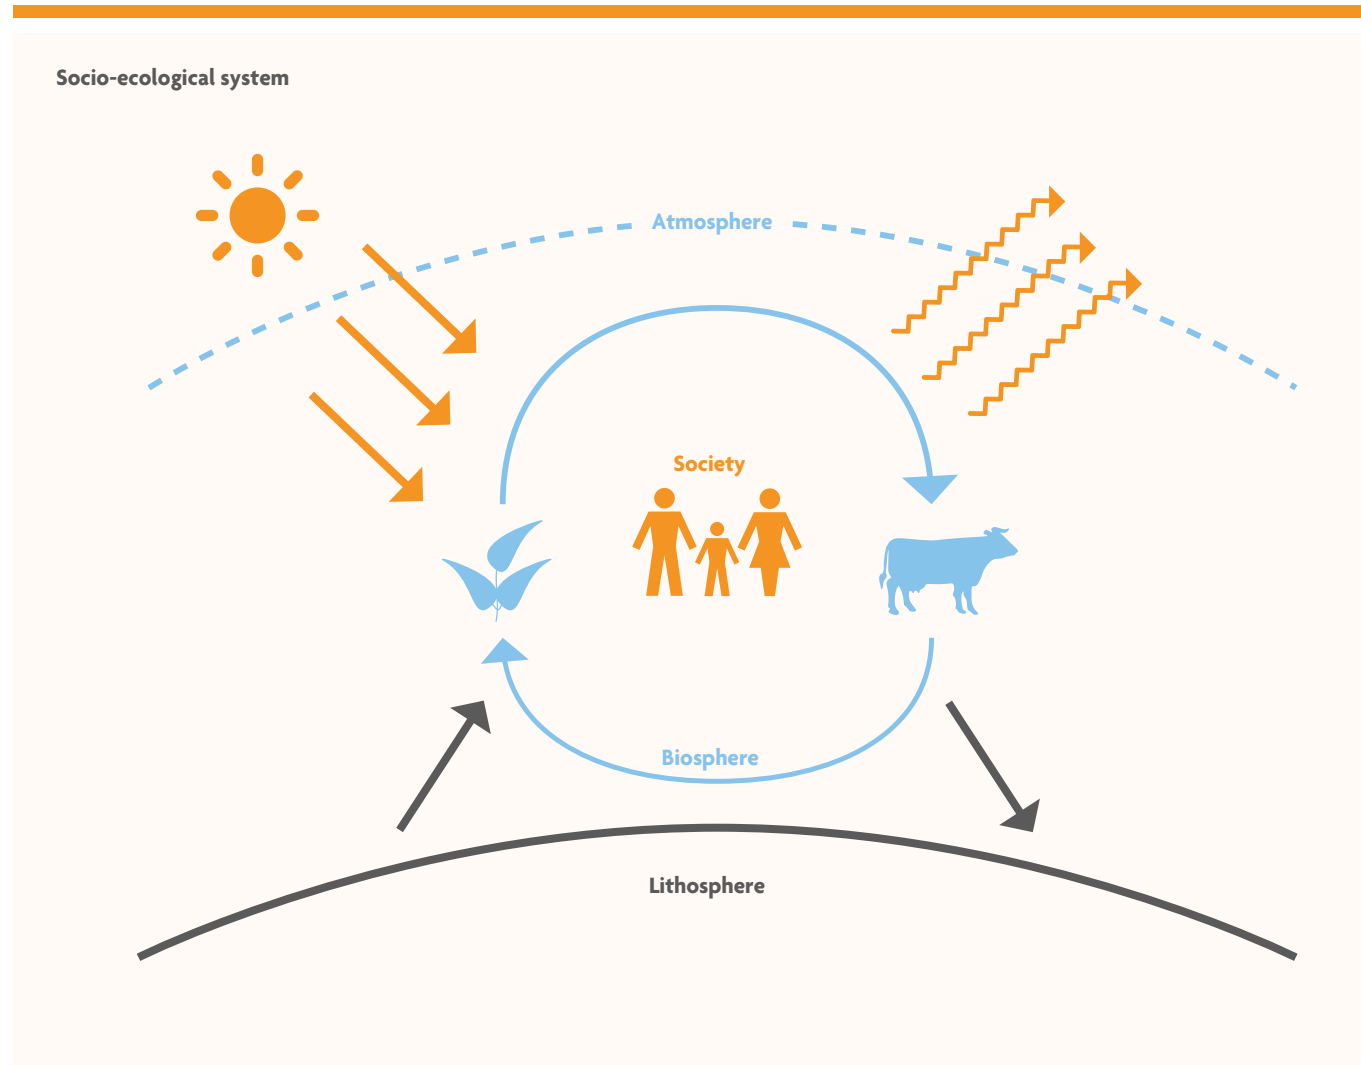 Socio-ecological system
Atmosphere
Society
Biosphere
Lithosphere